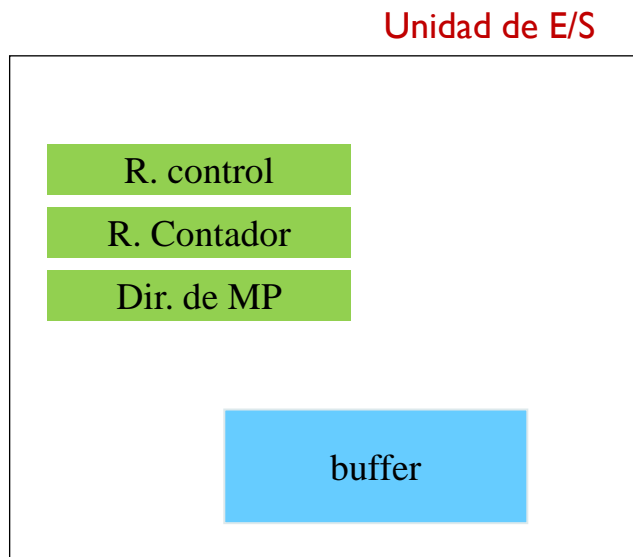 Unidad de E/S
R. control
R. Contador
Dir. de MP
buffer